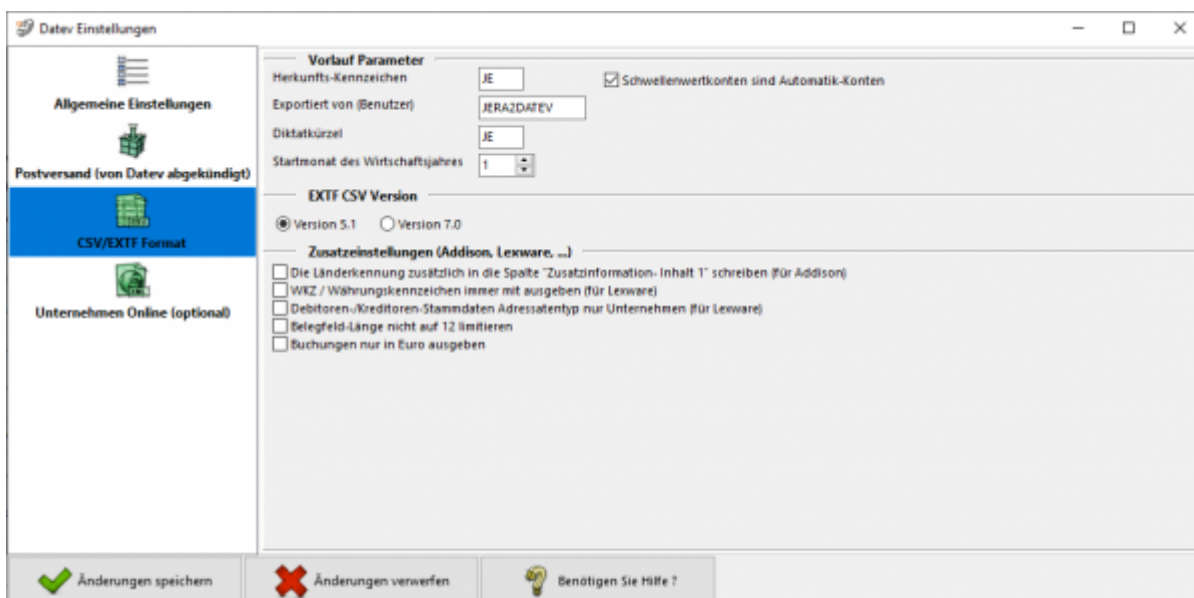 Datev Einstellungen
Allgemeine Einstellungen
Postversand (von Datev abgekündigt)
CSV/EXTF Format
Unternehmen Online (optional)
Vorlauf Parameter
Herkunfts-Kennzeichen JE Schwellenwertkonten sind Automatik-Konten
Exportiert von (Benutzer) JERA2DATEV
Diktatkürzel JE
Startmonat des Wirtschaftsjahres 1
EXTF CSV Version
Version 5.1 Version 7.0
Zusatzeinstellungen (Addison, Lexware, ...)
Die Länderkennung zusätzlich in die Spalte "Zusatzinformation- Inhalt 1" schreiben (für Addison)
WKZ / Währungskennzeichen immer mit ausgeben (für Lexware)
Debitoren-/Kreditoren-Stammdaten Adressatentyp nur Unternehmen (für Lexware)
Belegfeld-Länge nicht auf 12 limitieren
Buchungen nur in Euro ausgeben
Änderungen speichern Änderungen verwerfen Benötigen Sie Hilfe ?